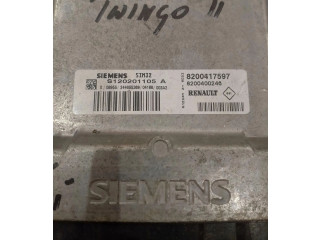 TWINGO II
SIEMENS SIM32
S120201105 A
8200417597
8200400246
RENAULT
SIEMENS